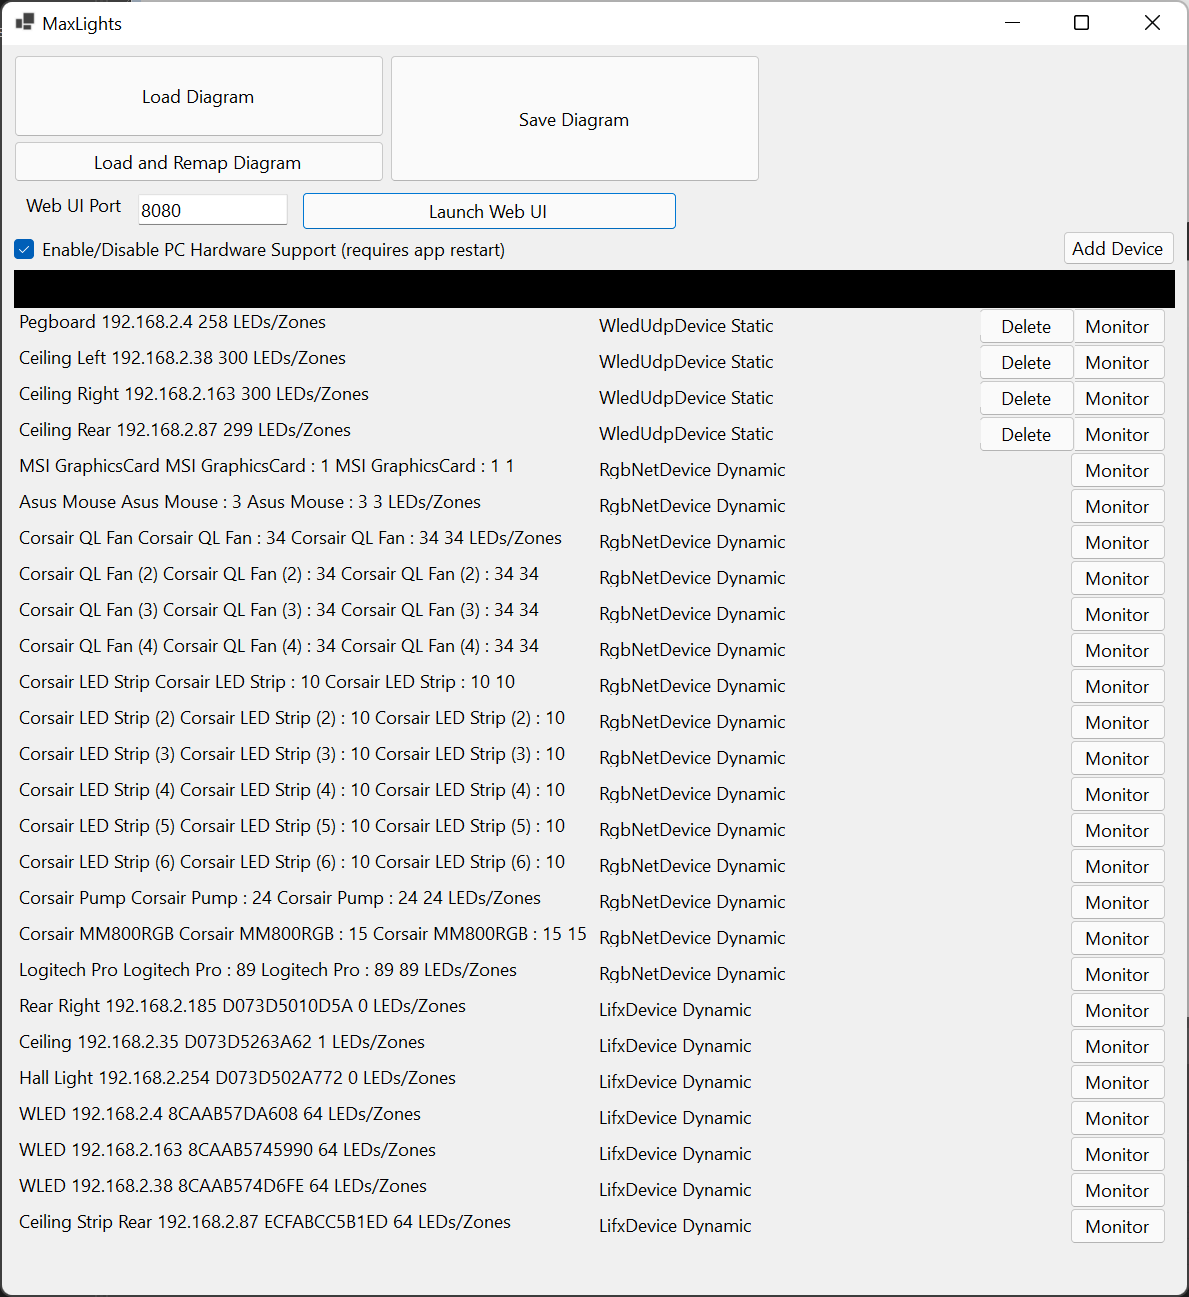 MaxLights
Load Diagram
Save Diagram
Load and Remap Diagram
Web UI Port 8080 Launch Web UI
Enable/Disable PC Hardware Support (requires app restart) Add Device
Pegboard 192.168.2.4 258 LEDs/Zones WledUdpDevice Static Delete Monitor
Ceiling Left 192.168.2.38 300 LEDs/Zones WledUdpDevice Static Delete Monitor
Ceiling Right 192.168.2.163 300 LEDs/Zones WledUdpDevice Static Delete Monitor
Ceiling Rear 192.168.2.87 299 LEDs/Zones WledUdpDevice Static Delete Monitor
MSI GraphicsCard MSI GraphicsCard : 1 MSI GraphicsCard : 1 1 RgbNetDevice Dynamic Monitor
Asus Mouse Asus Mouse : 3 Asus Mouse : 3 3 LEDs/Zones RgbNetDevice Dynamic Monitor
Corsair QL Fan Corsair QL Fan : 34 Corsair QL Fan : 34 34 LEDs/Zones RgbNetDevice Dynamic Monitor
Corsair QL Fan (2) Corsair QL Fan (2) : 34 Corsair QL Fan (2) : 34 34 RgbNetDevice Dynamic Monitor
Corsair QL Fan (3) Corsair QL Fan (3) : 34 Corsair QL Fan (3) : 34 34 RgbNetDevice Dynamic Monitor
Corsair QL Fan (4) Corsair QL Fan (4) : 34 Corsair QL Fan (4) : 34 34 RgbNetDevice Dynamic Monitor
Corsair LED Strip Corsair LED Strip : 10 Corsair LED Strip : 10 10 RgbNetDevice Dynamic Monitor
Corsair LED Strip (2) Corsair LED Strip (2) : 10 Corsair LED Strip (2) : 10 RgbNetDevice Dynamic Monitor
Corsair LED Strip (3) Corsair LED Strip (3) : 10 Corsair LED Strip (3) : 10 RgbNetDevice Dynamic Monitor
Corsair LED Strip (4) Corsair LED Strip (4) : 10 Corsair LED Strip (4) : 10 RgbNetDevice Dynamic Monitor
Corsair LED Strip (5) Corsair LED Strip (5) : 10 Corsair LED Strip (5) : 10 RgbNetDevice Dynamic Monitor
Corsair LED Strip (6) Corsair LED Strip (6) : 10 Corsair LED Strip (6) : 10 RgbNetDevice Dynamic Monitor
Corsair Pump Corsair Pump : 24 Corsair Pump : 24 24 LEDs/Zones RgbNetDevice Dynamic Monitor
Corsair MM800RGB Corsair MM800RGB : 15 Corsair MM800RGB : 15 15 RgbNetDevice Dynamic Monitor
Logitech Pro Logitech Pro : 89 Logitech Pro : 89 89 LEDs/Zones RgbNetDevice Dynamic Monitor
Rear Right 192.168.2.185 D073D5010D5A 0 LEDs/Zones LifxDevice Dynamic Monitor
Ceiling 192.168.2.35 D073D5263A62 1 LEDs/Zones LifxDevice Dynamic Monitor
Hall Light 192.168.2.254 D073D502A772 0 LEDs/Zones LifxDevice Dynamic Monitor
WLED 192.168.2.4 8CAAB57DA608 64 LEDs/Zones LifxDevice Dynamic Monitor
WLED 192.168.2.163 8CAAB5745990 64 LEDs/Zones LifxDevice Dynamic Monitor
WLED 192.168.2.38 8CAAB574D6FE 64 LEDs/Zones LifxDevice Dynamic Monitor
Ceiling Strip Rear 192.168.2.87 ECFABCC5B1ED 64 LEDs/Zones LifxDevice Dynamic Monitor